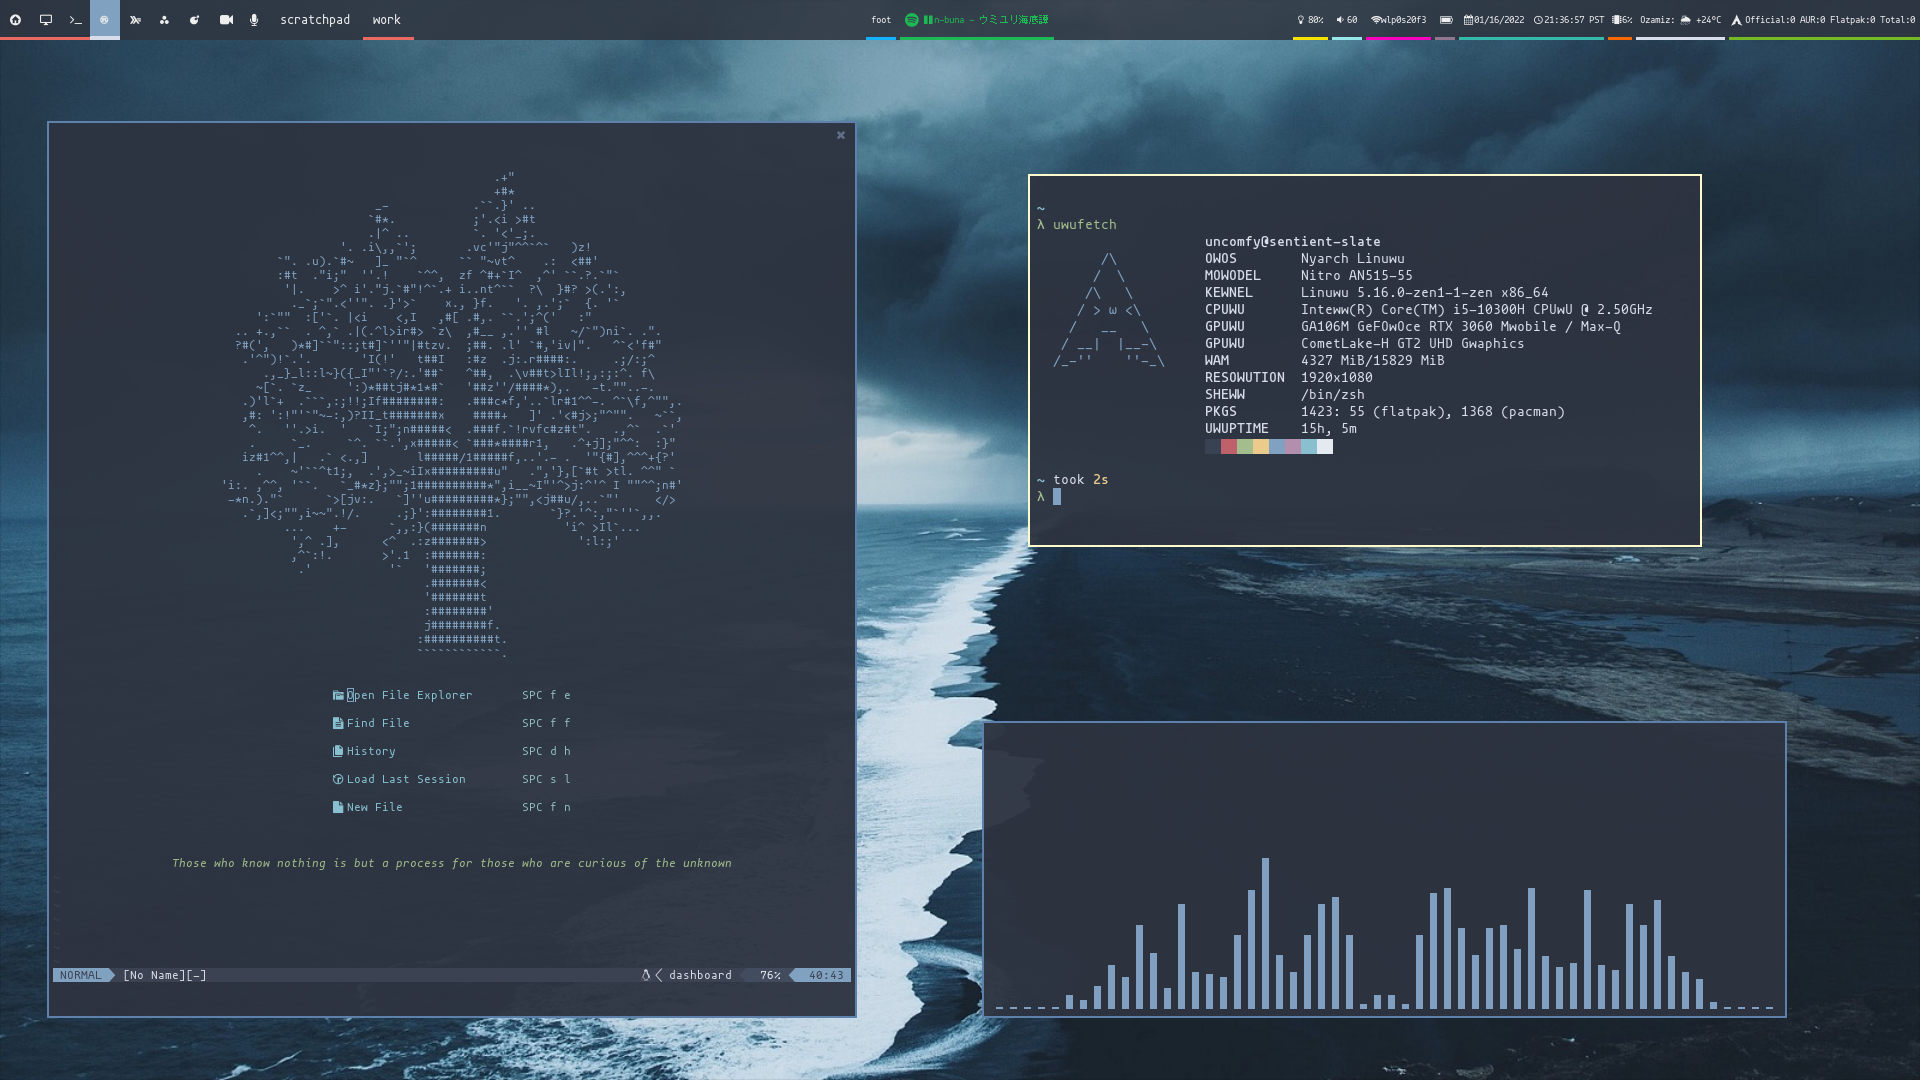 scratchpad work
foot n-buna - ウミユリ海底譚
80% 60 wlp0s20f3 01/16/2022 21:36:57 PST 6% Ozamiz: +24°C Official:0 AUR:0 Flatpak:0 Total:0
Open File Explorer SPC f e
Find File SPC f f
History SPC d h
Load Last Session SPC s l
New File SPC f n
Those who know nothing is but a process for those who are curious of the unknown
NORMAL [No Name][-] dashboard 76% 40:43
~
λ uwufetch
uncomfy@sentient-slate
OWOS Nyarch Linuwu
MOWODEL Nitro AN515-55
KEWNEL Linuwu 5.16.0-zen1-1-zen x86_64
CPUWU Inteww(R) Core(TM) i5-10300H CPUwU @ 2.50GHz
GPUWU GA106M GeFOwOce RTX 3060 Mwobile / Max-Q
GPUWU CometLake-H GT2 UHD Gwaphics
WAM 4327 MiB/15829 MiB
RESOWUTION 1920x1080
SHEWW /bin/zsh
PKGS 1423: 55 (flatpak), 1368 (pacman)
UWUPTIME 15h, 5m
~ took 2s
λ